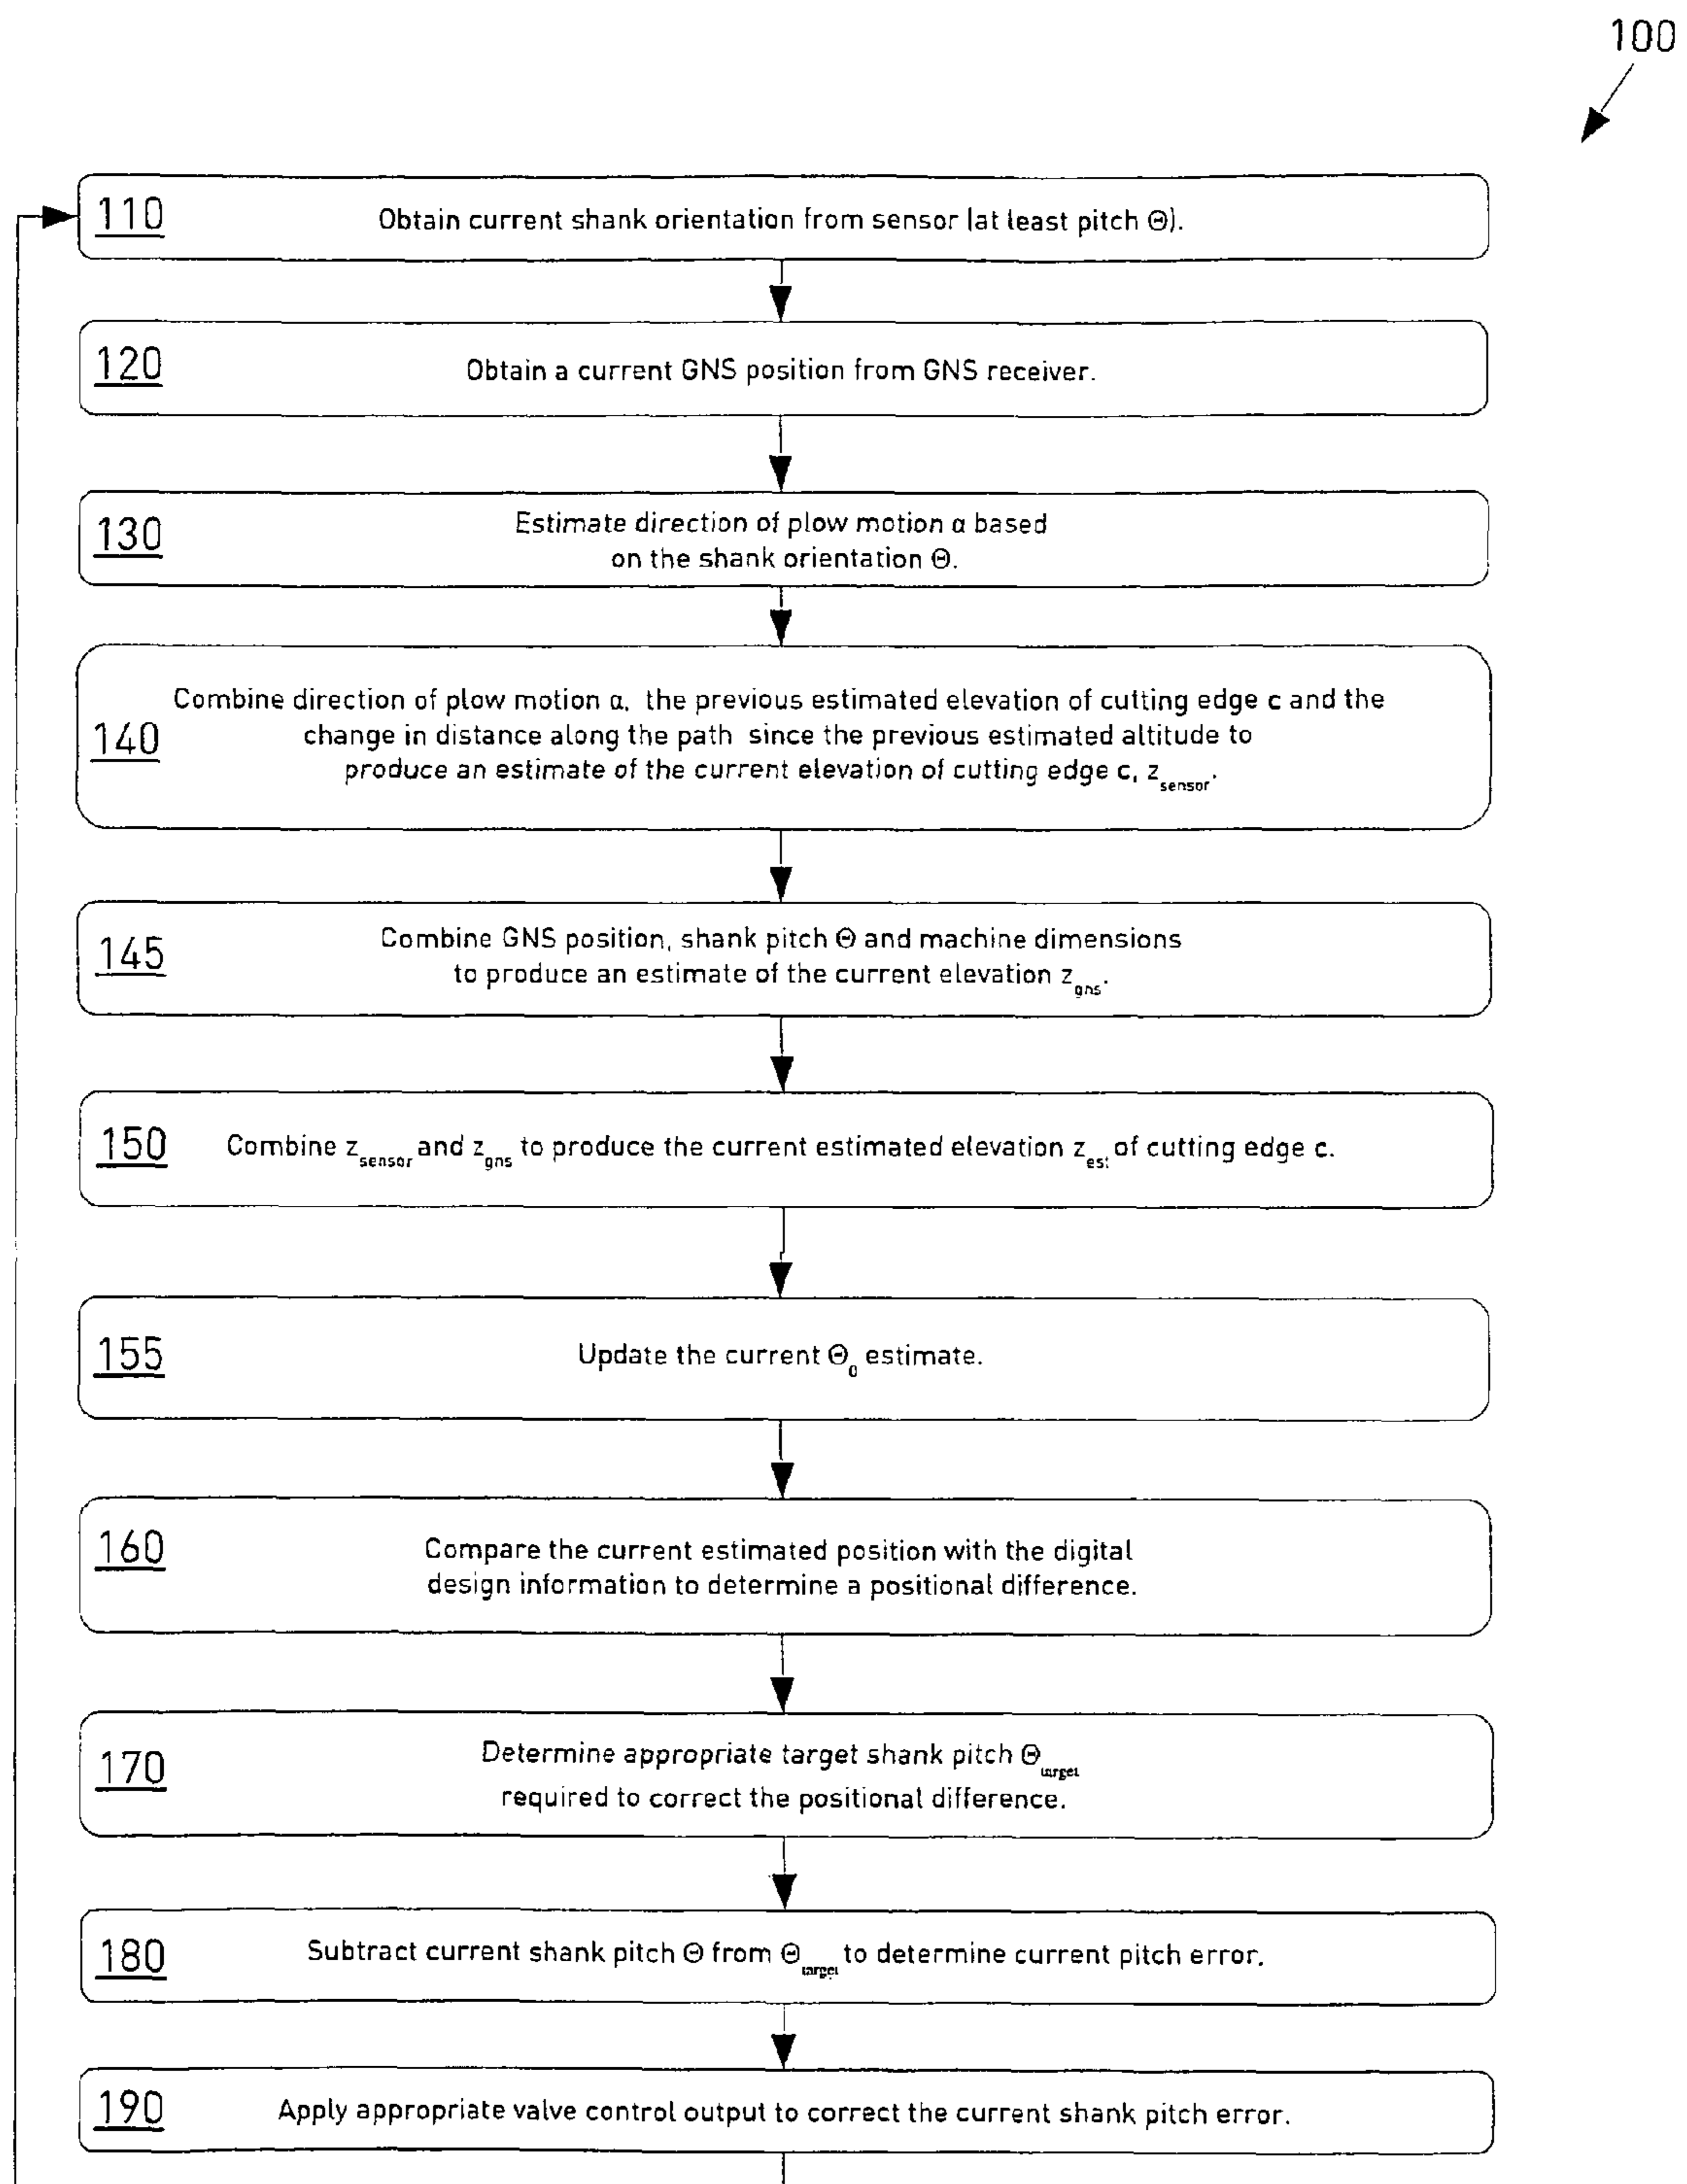 100
110 Obtain current shank orientation from sensor (at least pitch Θ).
120 Obtain a current GNS position from GNS receiver.
130 Estimate direction of plow motion α based
on the shank orientation Θ.
140 Combine direction of plow motion α, the previous estimated elevation of cutting edge c and the
change in distance along the path since the previous estimated altitude to
produce an estimate of the current elevation of cutting edge c, z_sensor.
145 Combine GNS position, shank pitch Θ and machine dimensions
to produce an estimate of the current elevation z_gns.
150 Combine z_sensor and z_gns to produce the current estimated elevation z_est of cutting edge c.
155 Update the current Θ_0 estimate.
160 Compare the current estimated position with the digital
design information to determine a positional difference.
170 Determine appropriate target shank pitch Θ_target
required to correct the positional difference.
180 Subtract current shank pitch Θ from Θ_target to determine current pitch error.
190 Apply appropriate valve control output to correct the current shank pitch error.